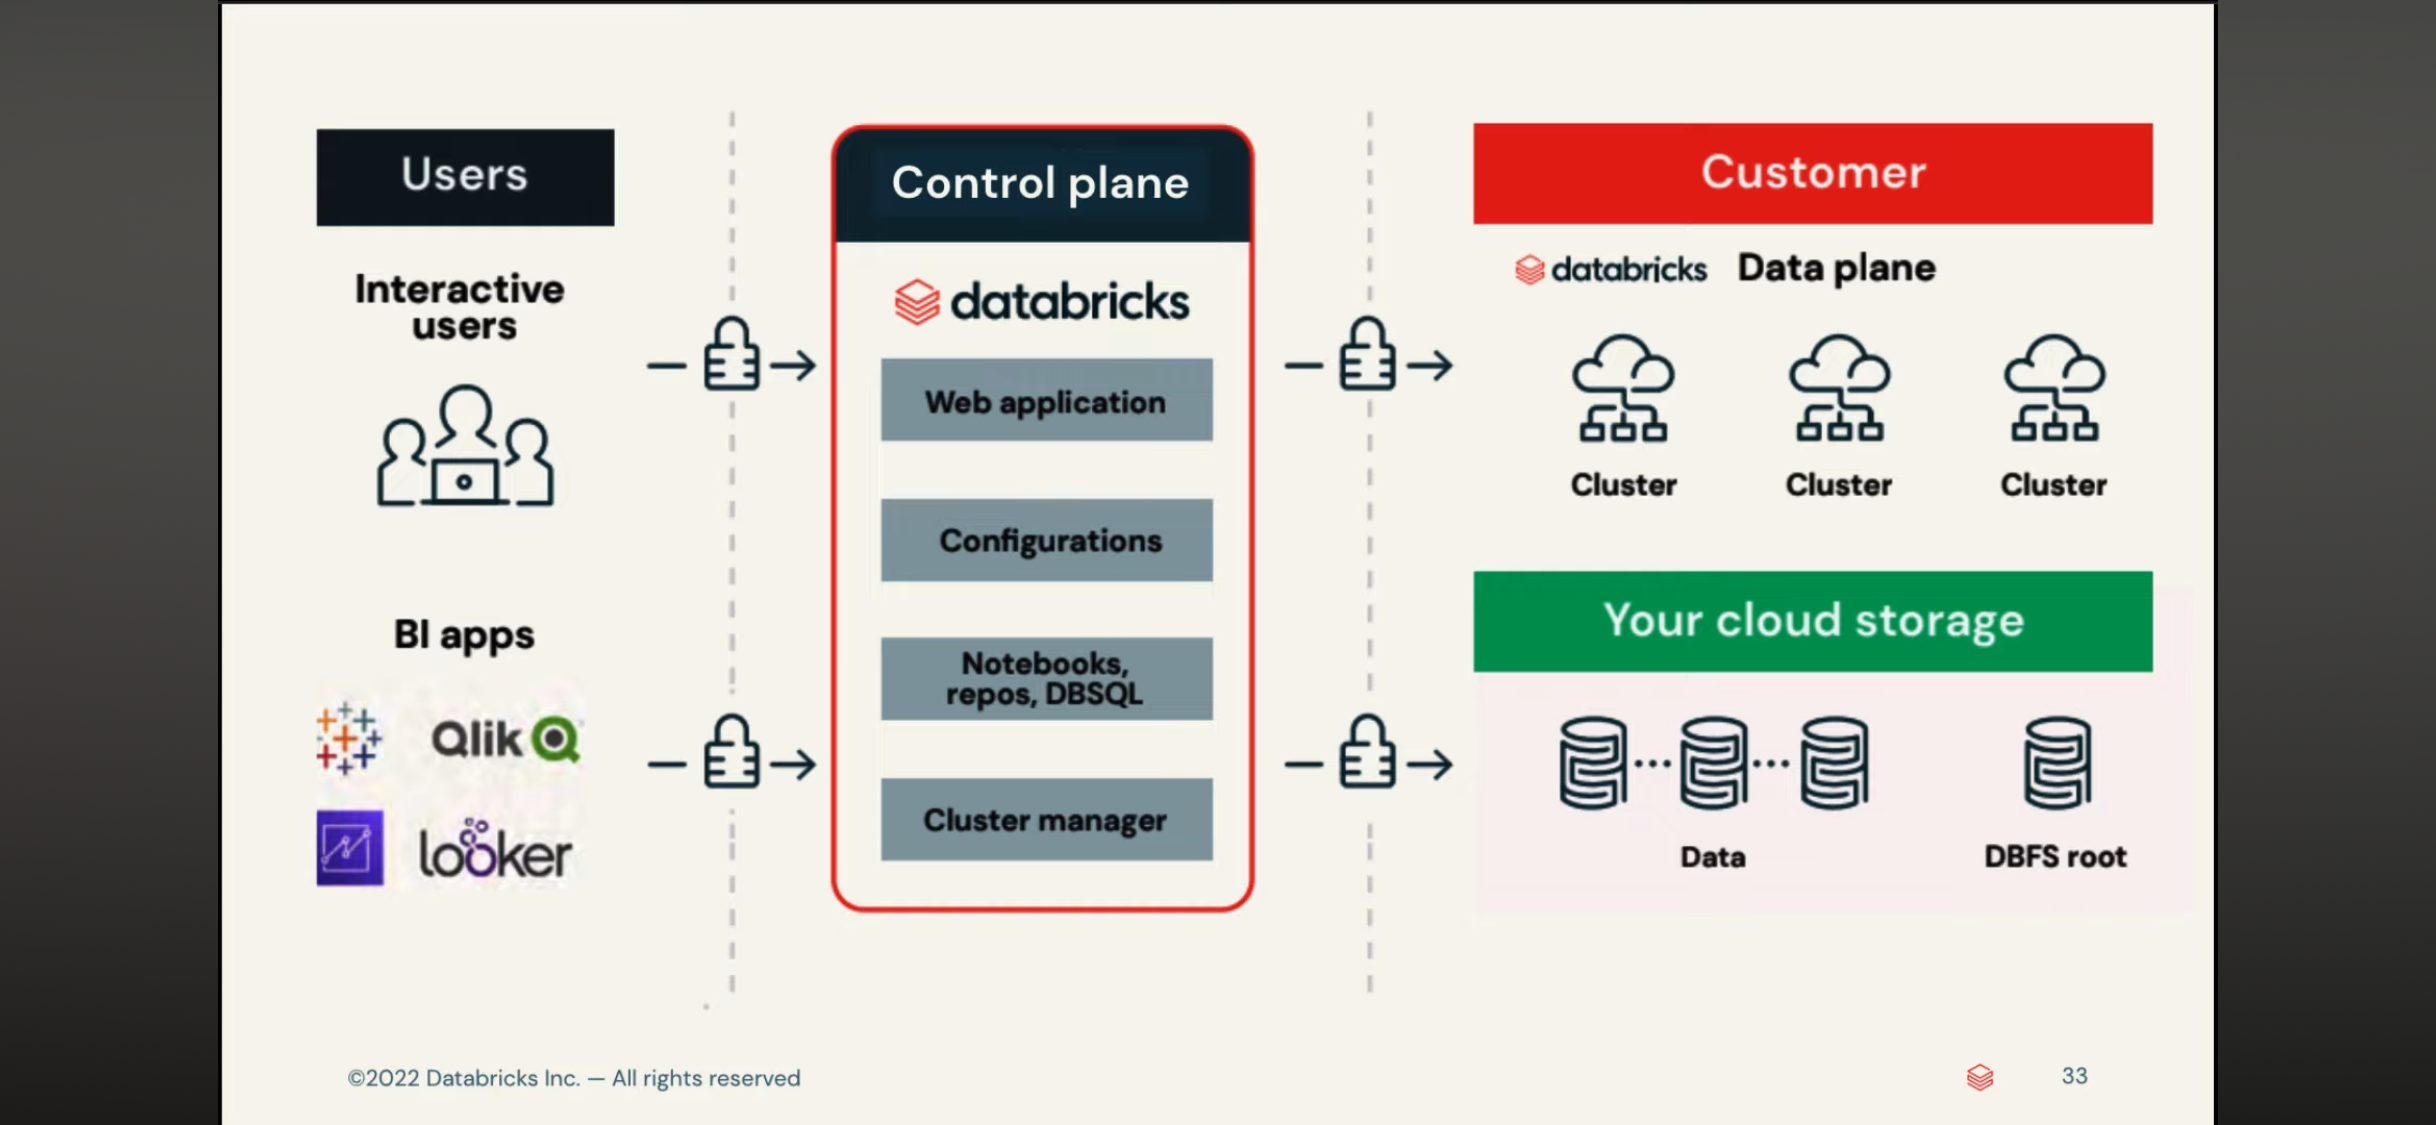 Users
Interactive
users
BI apps
Qlik
looker
Control plane
databricks
Web application
Configurations
Notebooks,
repos, DBSQL
Cluster manager
Customer
databricks Data plane
Cluster Cluster Cluster
Your cloud storage
Data DBFS root
©2022 Databricks Inc. — All rights reserved
33